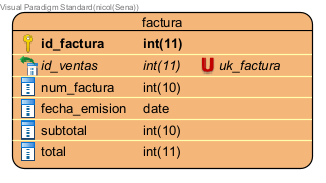 Visual Paradigm Standard(nicol(Sena))
factura
id_factura int(11)
id_ventas int(11) U uk_factura
num_factura int(10)
fecha_emision date
subtotal int(10)
total int(11)